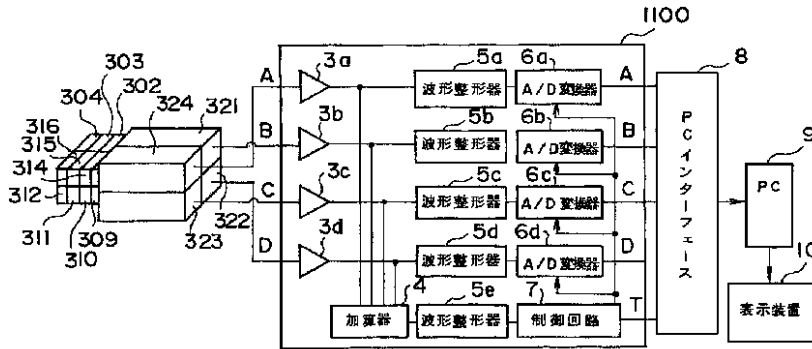 1100
303
302
304
316
315
314
312
311
310
309
324
321
322
323
A
B
C
D
3a
3b
3c
3d
5a
波形整形器
6a
A/D変換器
A
5b
波形整形器
6b
A/D変換器
B
5c
波形整形器
6c
A/D変換器
C
5d
波形整形器
6d
A/D変換器
D
4
加算器
5e
波形整形器
7
制御回路
T
8
PCインターフェース
9
PC
10
表示装置